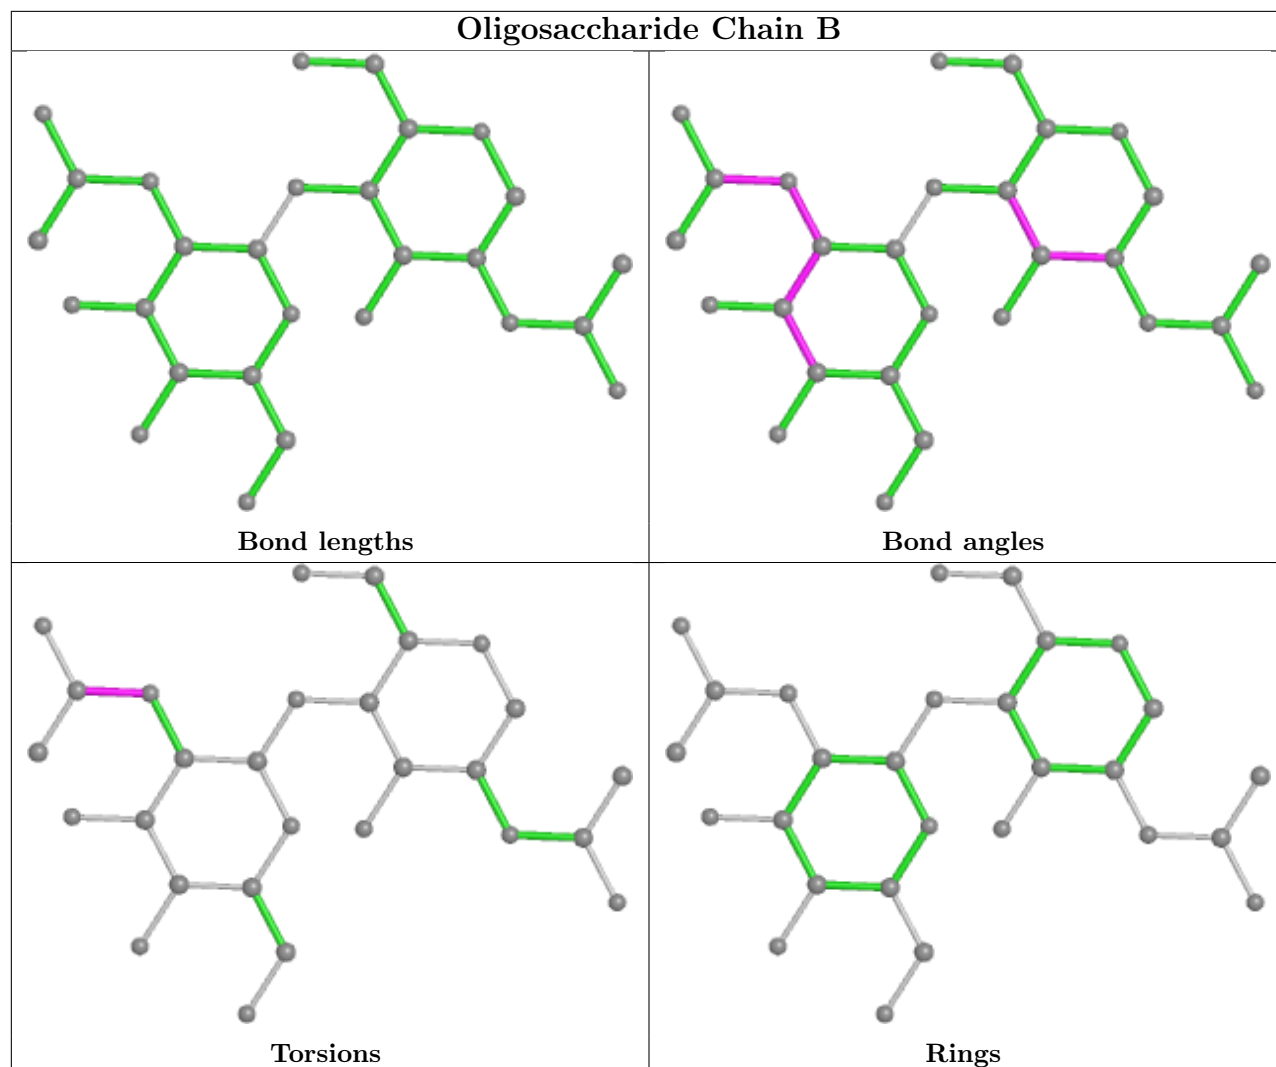 Oligosaccharide Chain B
Bond lengths
Bond angles
Torsions
Rings